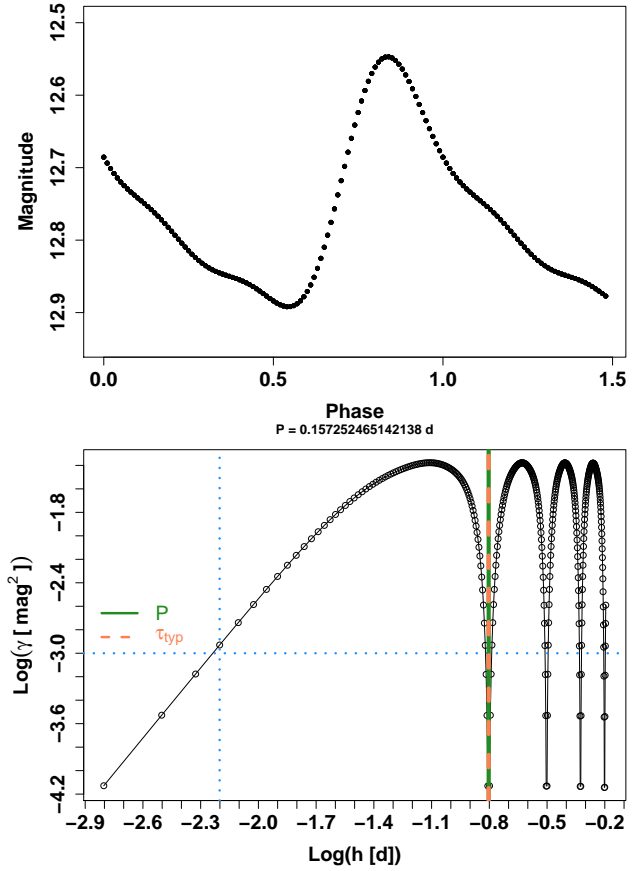 12.5
12.6
12.7
12.8
12.9
Magnitude
0.0 0.5 1.0 1.5
Phase
P = 0.157252465142138 d
-1.8
-2.4
-3.0
-3.6
-4.2
Log(γ [ mag² ])
P
τtyp
−2.9 −2.6 −2.3 −2.0 −1.7 −1.4 −1.1 −0.8 −0.5 −0.2
Log(h [d])